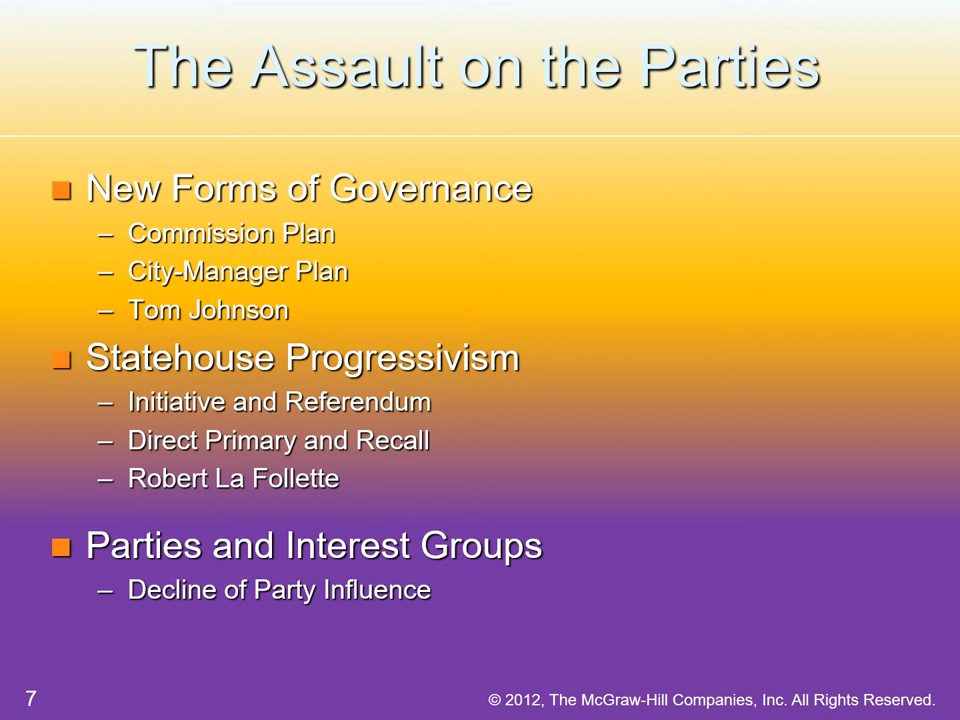 The Assault on the Parties
■ New Forms of Governance
– Commission Plan
– City-Manager Plan
– Tom Johnson
■ Statehouse Progressivism
– Initiative and Referendum
– Direct Primary and Recall
– Robert La Follette
■ Parties and Interest Groups
– Decline of Party Influence
7
© 2012, The McGraw-Hill Companies, Inc. All Rights Reserved.